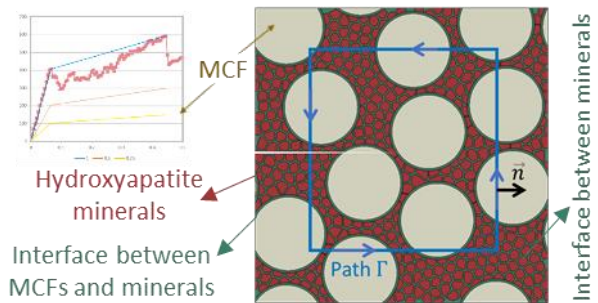 MCF
Hydroxyapatite
minerals
Interface between
MCFs and minerals
Path Γ
n
Interface between minerals